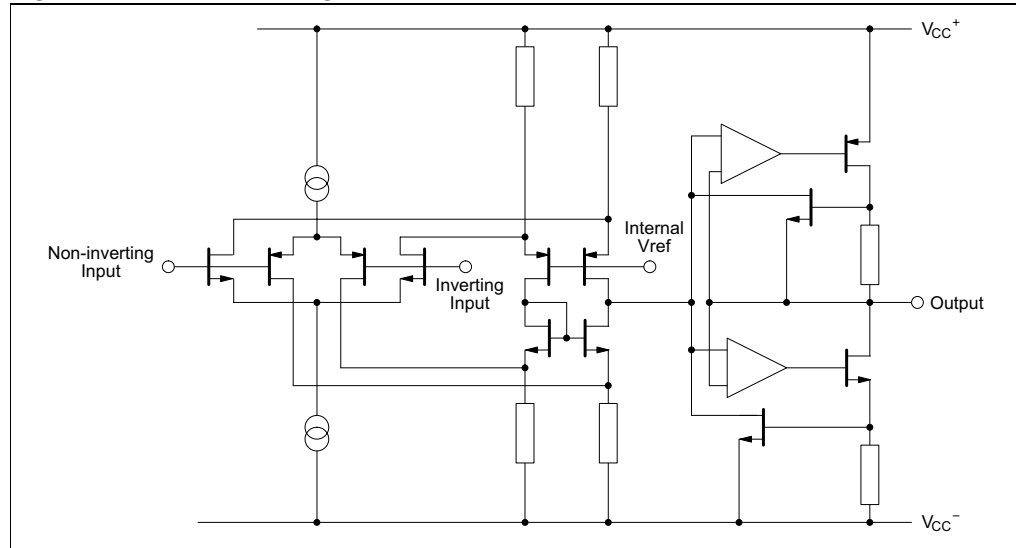 VCC+
Non-inverting
Input
Inverting
Input
Internal
Vref
Output
VCC−